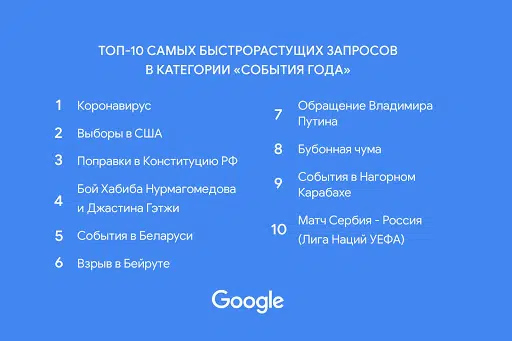 ТОП-10 САМЫХ БЫСТРОРАСТУЩИХ ЗАПРОСОВ
В КАТЕГОРИИ «СОБЫТИЯ ГОДА»
1 Коронавирус
2 Выборы в США
3 Поправки в Конституцию РФ
4 Бой Хабиба Нурмагомедова
и Джастина Гэтжи
5 События в Беларуси
6 Взрыв в Бейруте
7 Обращение Владимира
Путина
8 Бубонная чума
9 События в Нагорном
Карабахе
10 Матч Сербия - Россия
(Лига Наций УЕФА)
Google